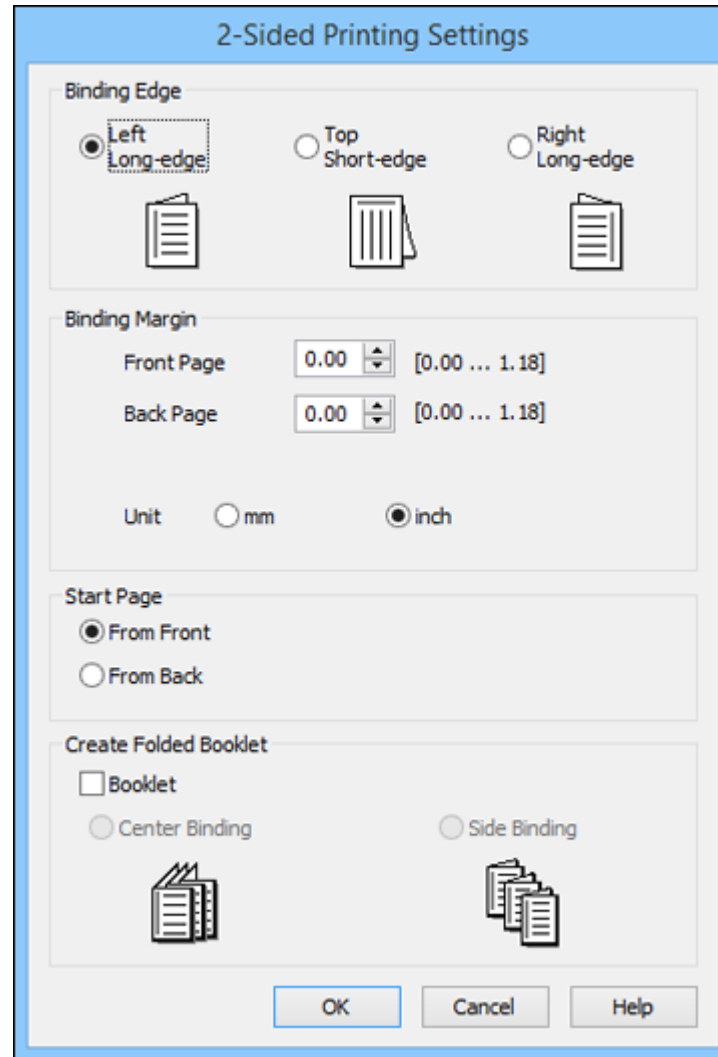 2-Sided Printing Settings
Binding Edge
Left
Long-edge
Top
Short-edge
Right
Long-edge
Binding Margin
Front Page 0.00 [0.00 ... 1.18]
Back Page 0.00 [0.00 ... 1.18]
Unit mm inch
Start Page
From Front
From Back
Create Folded Booklet
Booklet
Center Binding Side Binding
OK Cancel Help